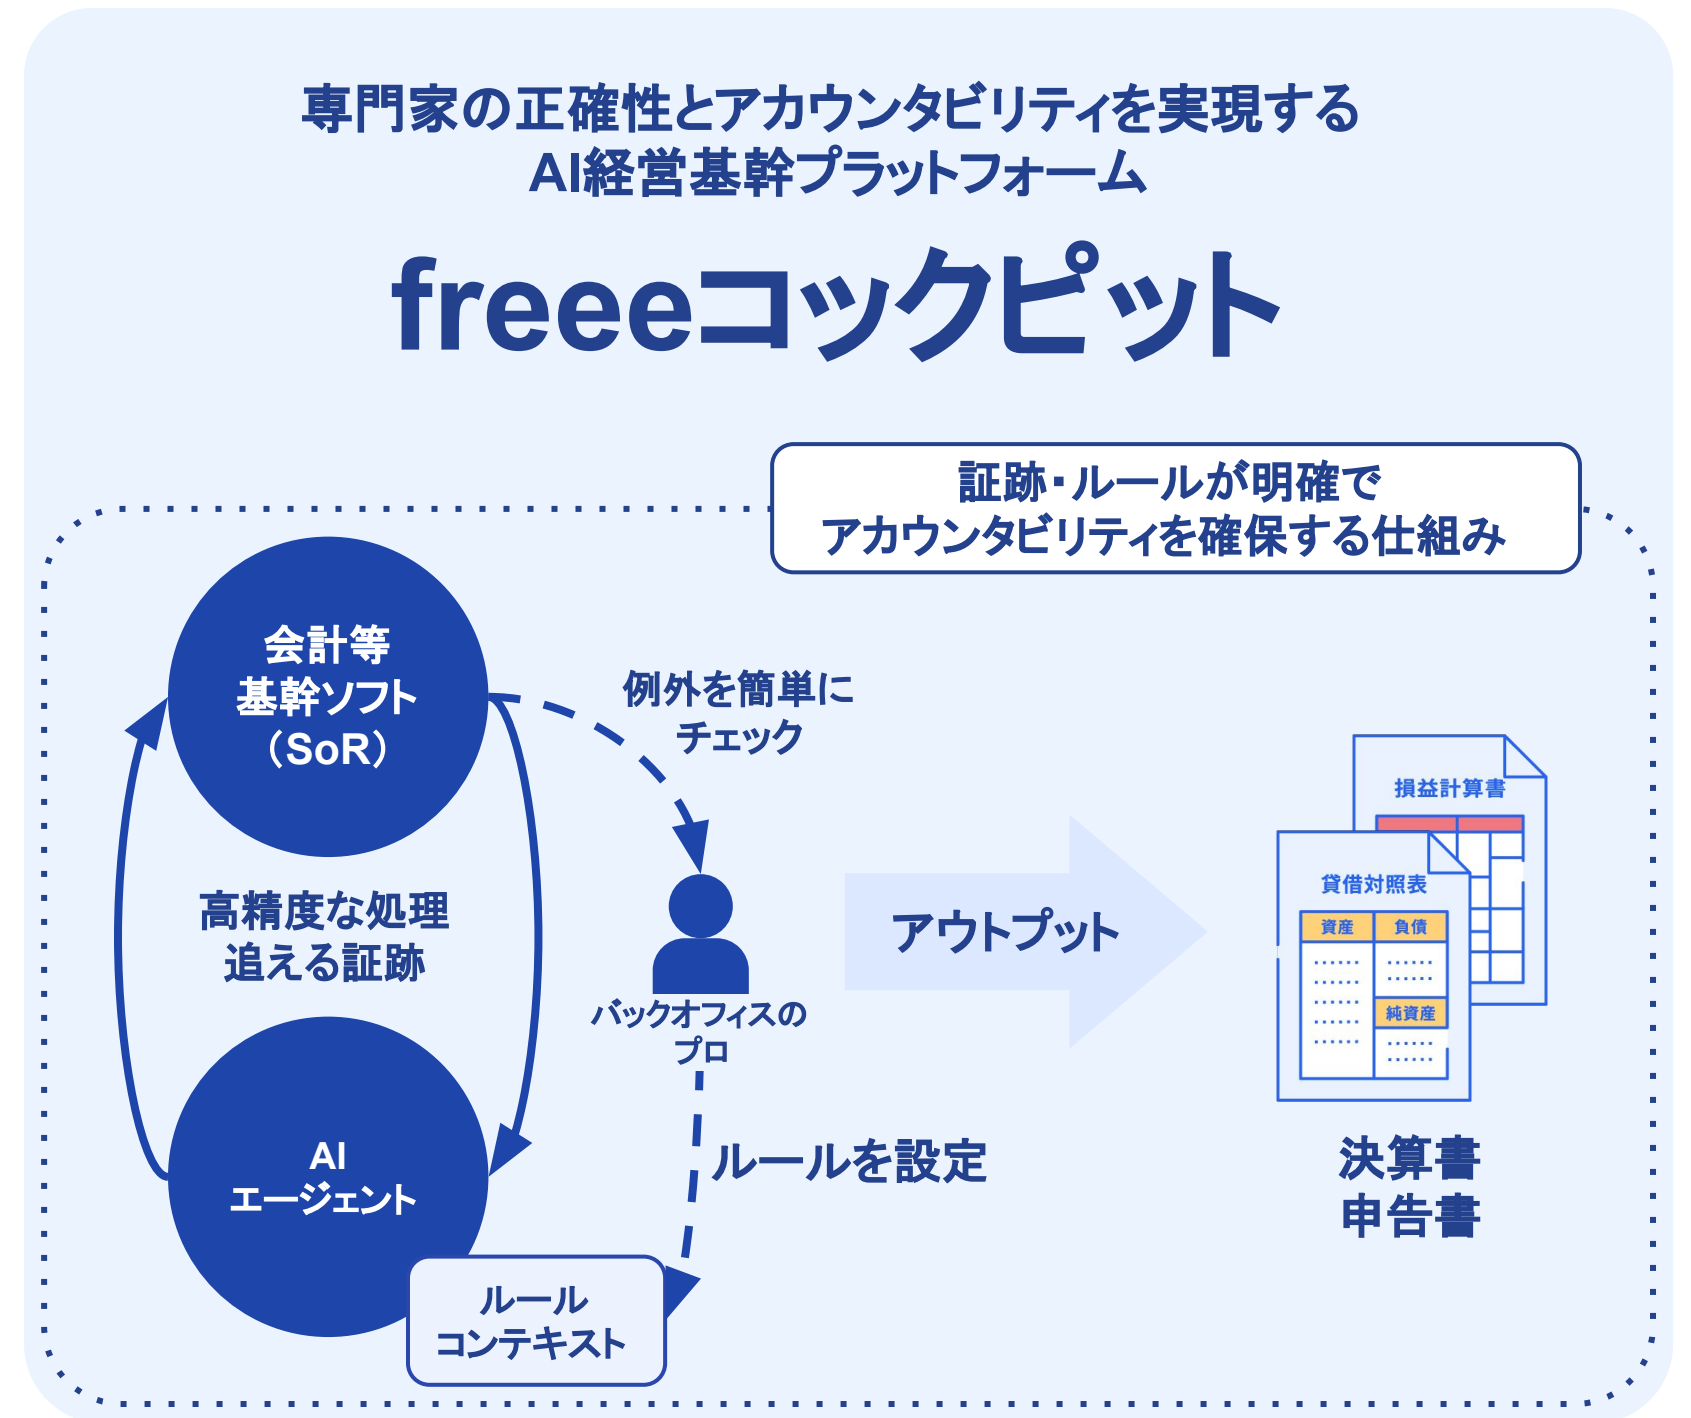 専門家の正確性とアカウンタビリティを実現する
AI経営基幹プラットフォーム
freeeコックピット
証跡・ルールが明確で
アカウンタビリティを確保する仕組み
会計等
基幹ソフト
（SoR）
例外を簡単に
チェック
高精度な処理
追える証跡
バックオフィスの
プロ
アウトプット
損益計算書
貸借対照表
資産
負債
純資産
AI
エージェント
ルールを設定
ルール
コンテキスト
決算書
申告書